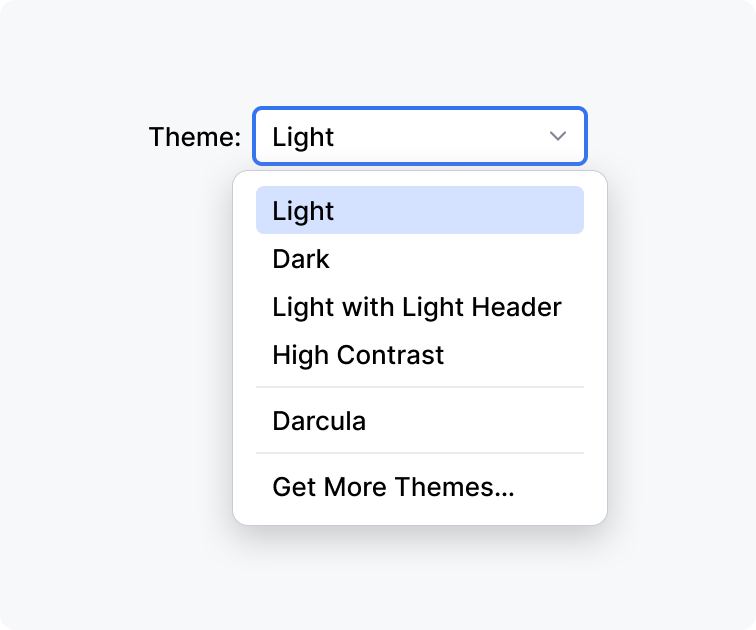 Theme: Light
Light
Dark
Light with Light Header
High Contrast
Darcula
Get More Themes...